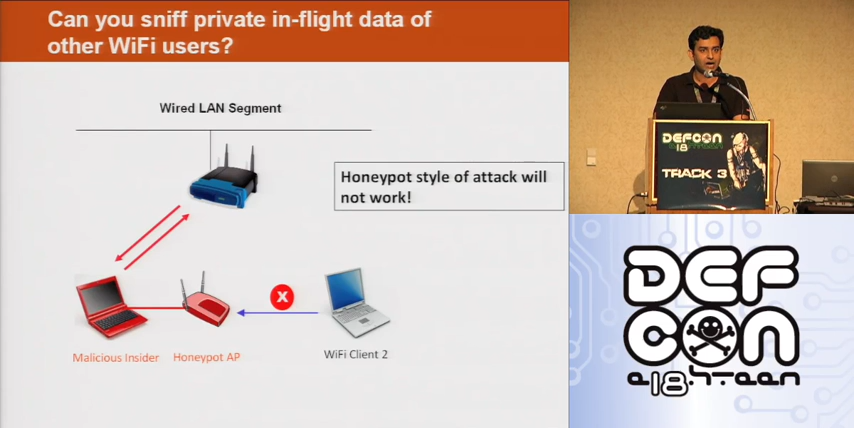 Can you sniff private in-flight data of
other WiFi users?
Wired LAN Segment
Honeypot style of attack will
not work!
X
Malicious Insider
Honeypot AP
WiFi Client 2
DEFCON
18
TRACK 3
DEF
CON
e18hteen